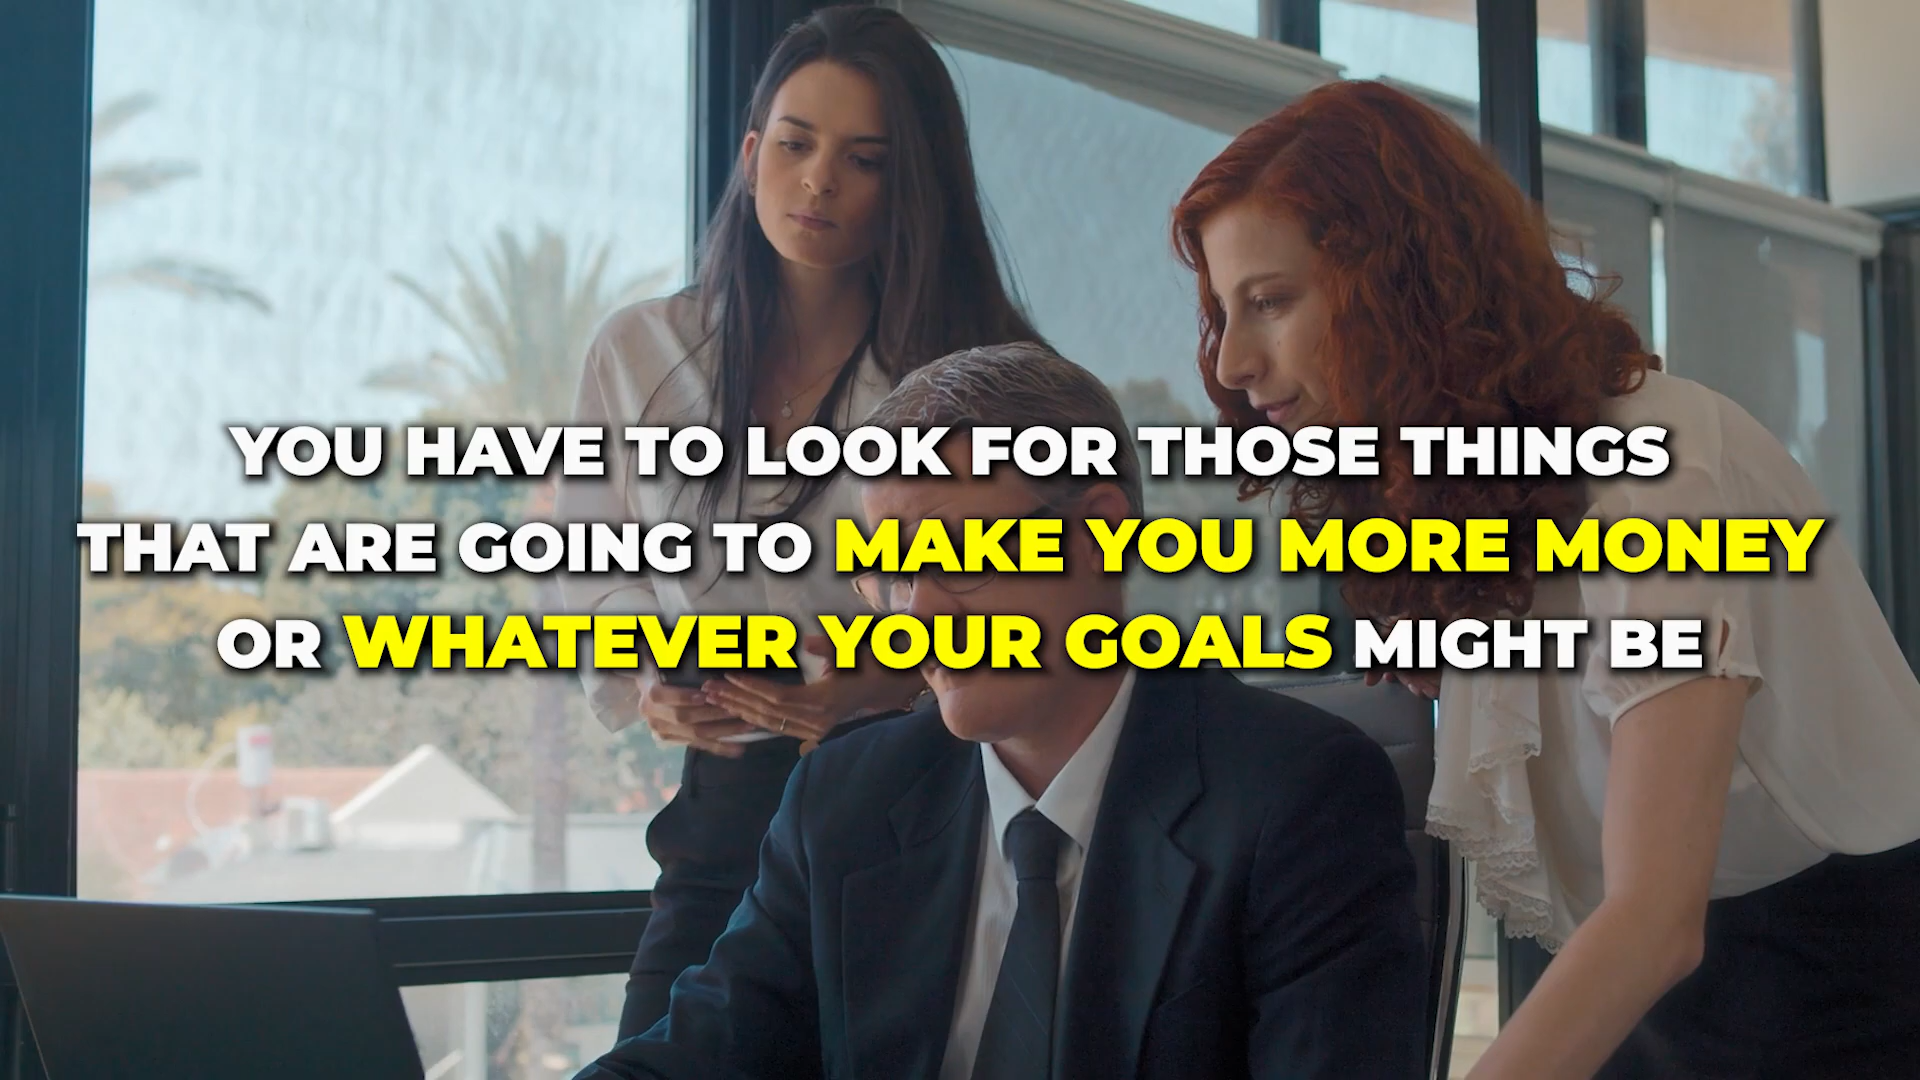 YOU HAVE TO LOOK FOR THOSE THINGS
THAT ARE GOING TO MAKE YOU MORE MONEY
OR WHATEVER YOUR GOALS MIGHT BE